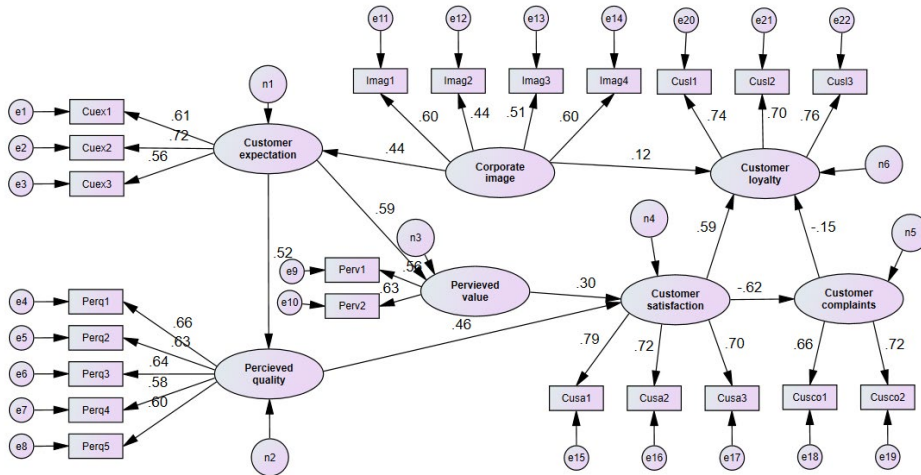 e11
e12
e13
e14
e20
e21
e22
Imag1
Imag2
Imag3
Imag4
Cusl1
Cusl2
Cusl3
n1
e1
Cuex1
.61
.60
.44
.51
.60
.74
.70
.76
e2
Cuex2
.72
Customer
expectation
.44
e3
Cuex3
.56
Corporate
image
.12
Customer
loyalty
n6
.59
n3
n4
.59
-.15
n5
.52
e9
Perv1
.56
e10
Perv2
.63
Pervieved
value
.30
Customer
satisfaction
-.62
Customer
complaints
e4
Perq1
.66
.46
e5
Perq2
.63
.79
.72
.70
.66
.72
e6
Perq3
.64
Percieved
quality
e7
Perq4
.58
Cusa1
Cusa2
Cusa3
Cusco1
Cusco2
e8
Perq5
.60
n2
e15
e16
e17
e18
e19